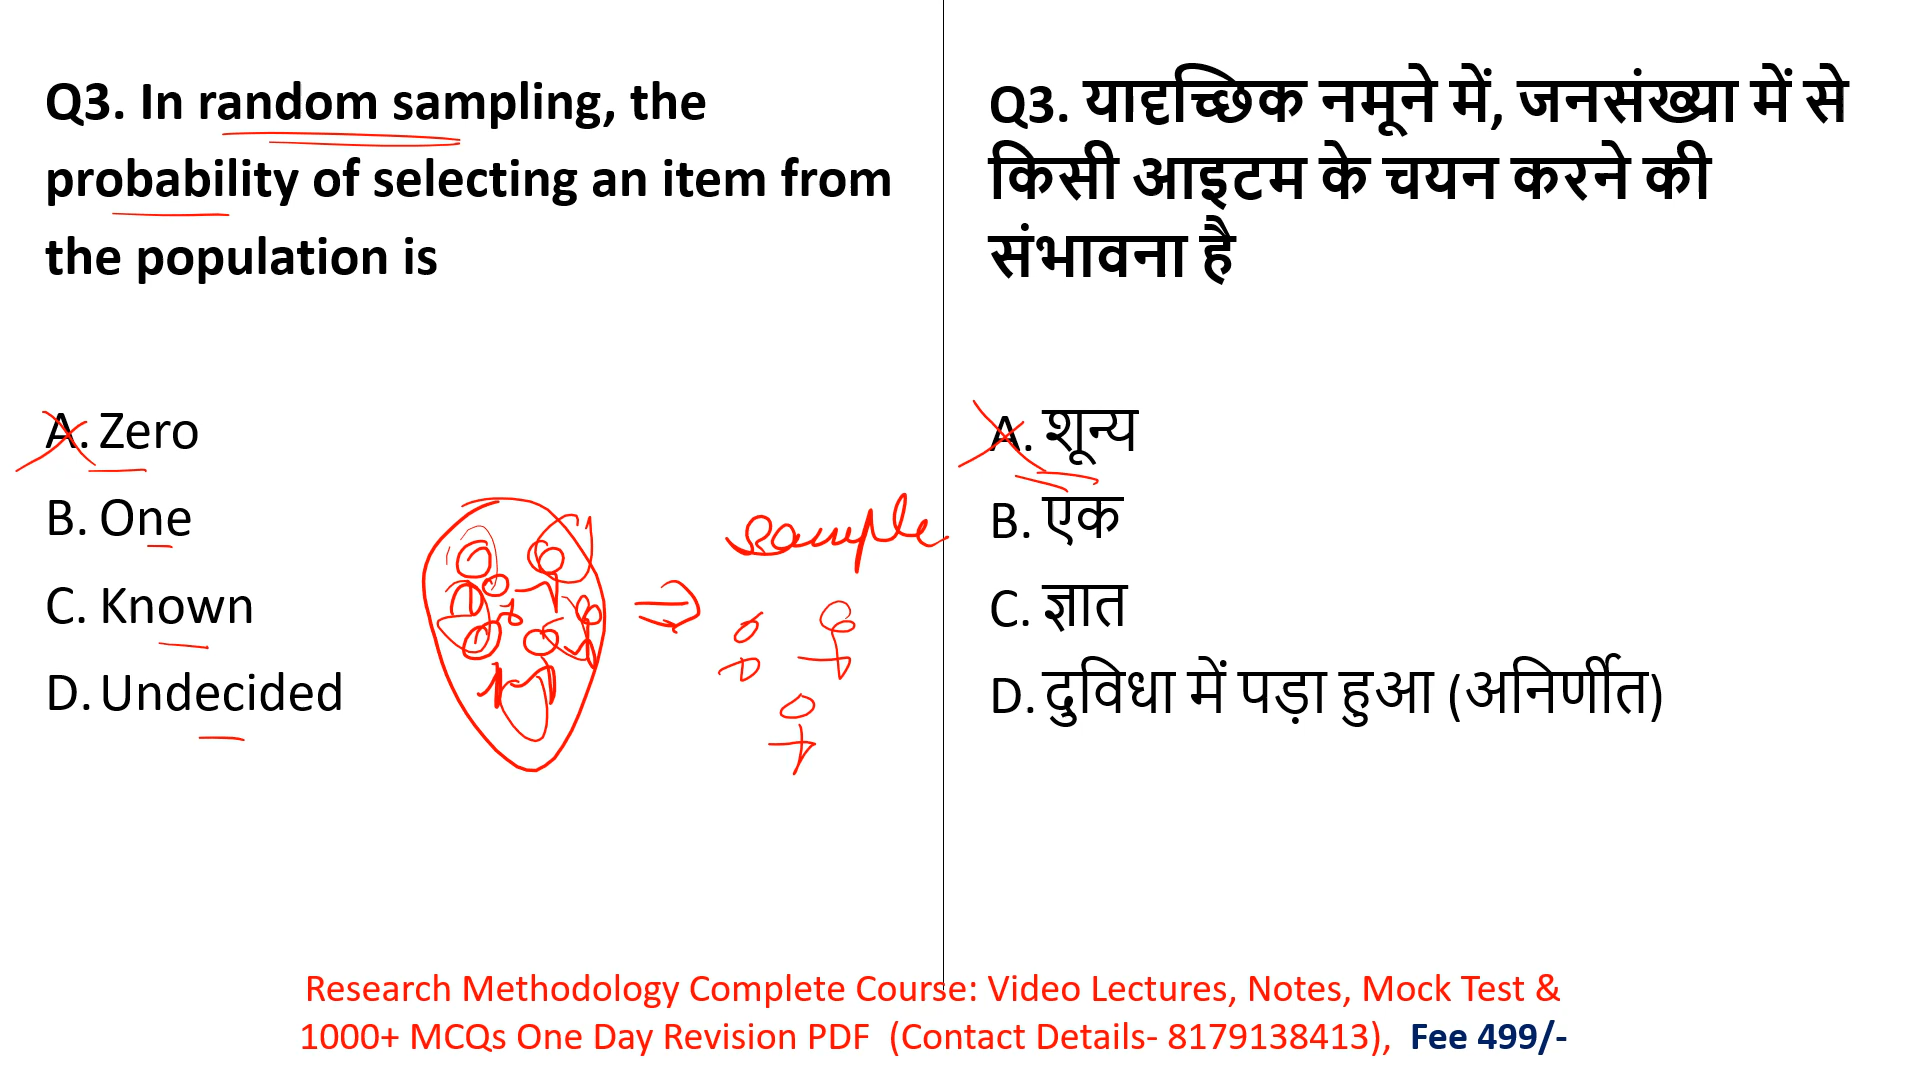 Q3. In random sampling, the
probability of selecting an item from
the population is
A. Zero
B. One
C. Known
D. Undecided
sample
Q3. यादृच्छिक नमूने में, जनसंख्या में से
किसी आइटम के चयन करने की
संभावना है
A. शून्य
B. एक
C. ज्ञात
D. दुविधा में पड़ा हुआ (अनिर्णीत)
Research Methodology Complete Course: Video Lectures, Notes, Mock Test &
1000+ MCQs One Day Revision PDF (Contact Details- 8179138413), Fee 499/-